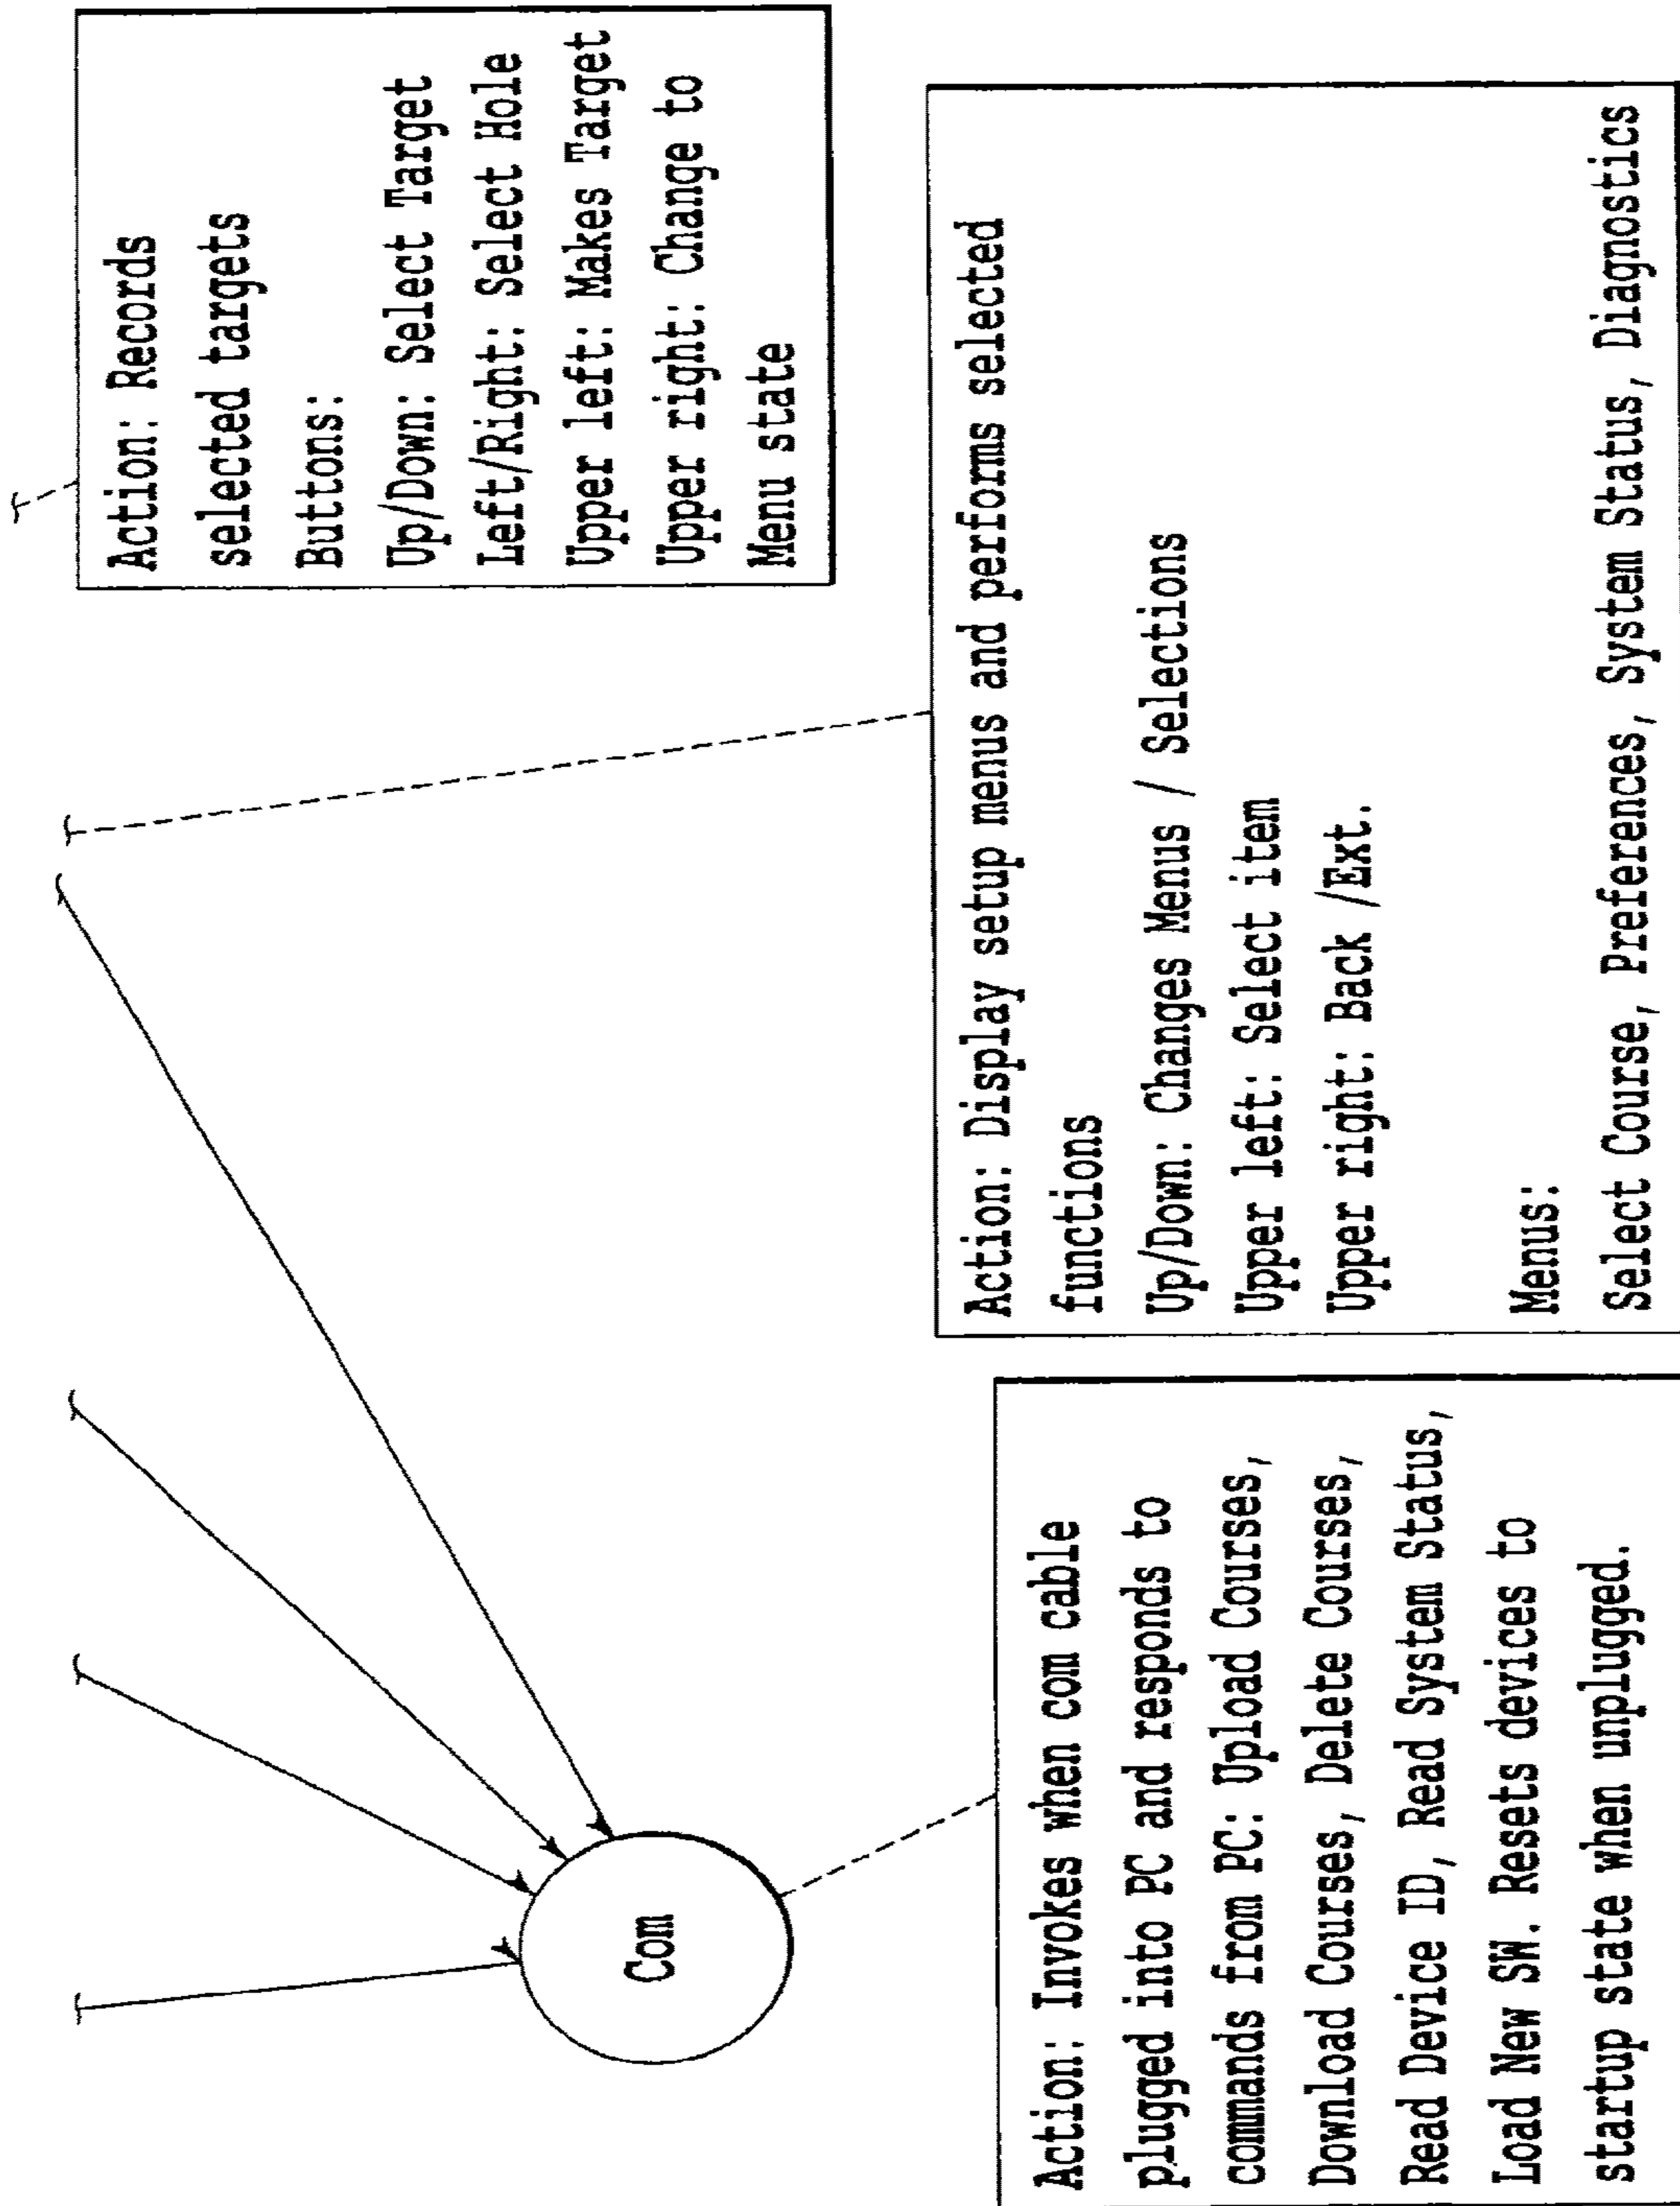 Com
Action: Invokes when com cable
plugged into PC and responds to
commands from PC: Upload Courses,
Download Courses, Delete Courses,
Read Device ID, Read System Status,
Load New SW. Resets devices to
startup state when unplugged.
Action: Display setup menus and performs selected
functions
Up/Down: Changes Menus / Selections
Upper left: Select item
Upper right: Back /Ext.
Menus:
Select Course, Preferences, System Status, Diagnostics
Action: Records
selected targets
Buttons:
Up/Down: Select Target
Left/Right: Select Hole
Upper left: Makes Target
Upper right: Change to
Menu state